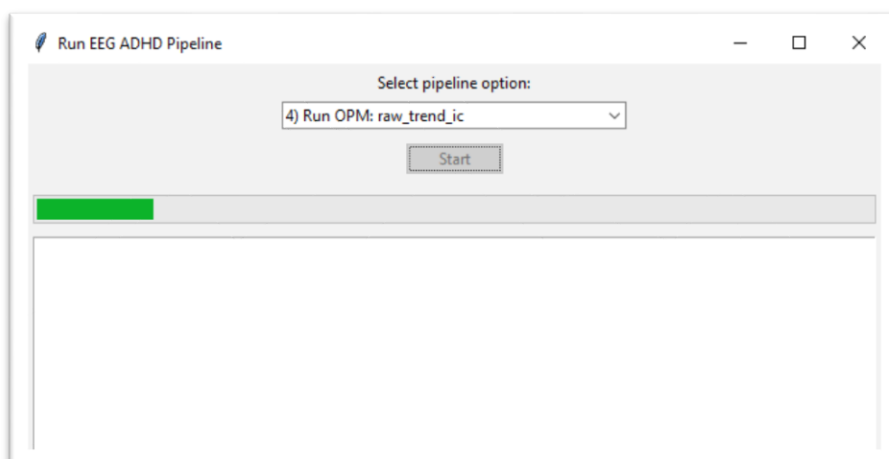 Run EEG ADHD Pipeline
Select pipeline option:
4) Run OPM: raw_trend_ic
Start